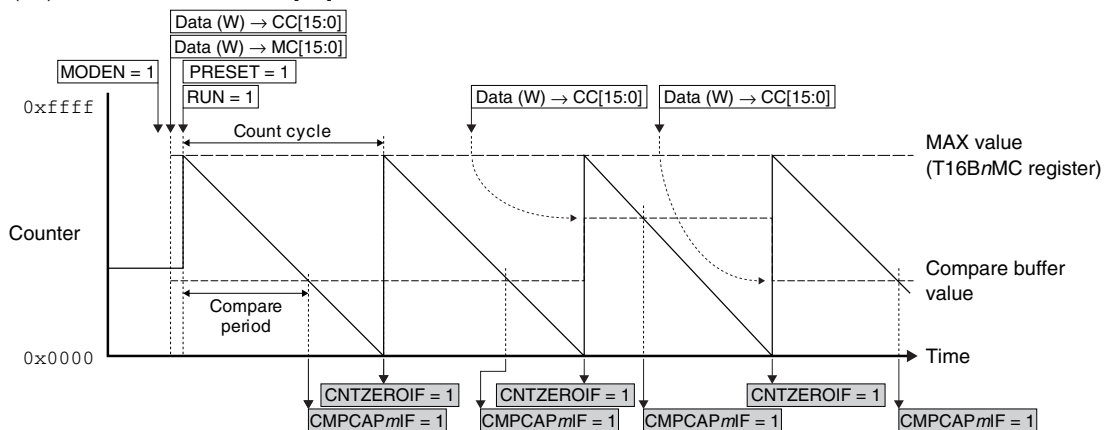 Data (W) → CC[15:0]
Data (W) → MC[15:0]
MODEN = 1
PRESET = 1
RUN = 1
Data (W) → CC[15:0]
Data (W) → CC[15:0]
0xffff
Count cycle
MAX value
(T16BnMC register)
Counter
Compare buffer
value
Compare
period
0x0000
Time
CNTZEROIF = 1
CNTZEROIF = 1
CNTZEROIF = 1
CMPCAPmIF = 1
CMPCAPmIF = 1
CMPCAPmIF = 1
CMPCAPmIF = 1